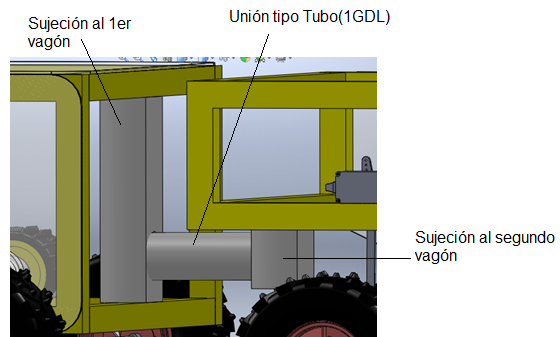 Unión tipo Tubo(1GDL)
Sujeción al 1er
vagón
Sujeción al segundo
vagón